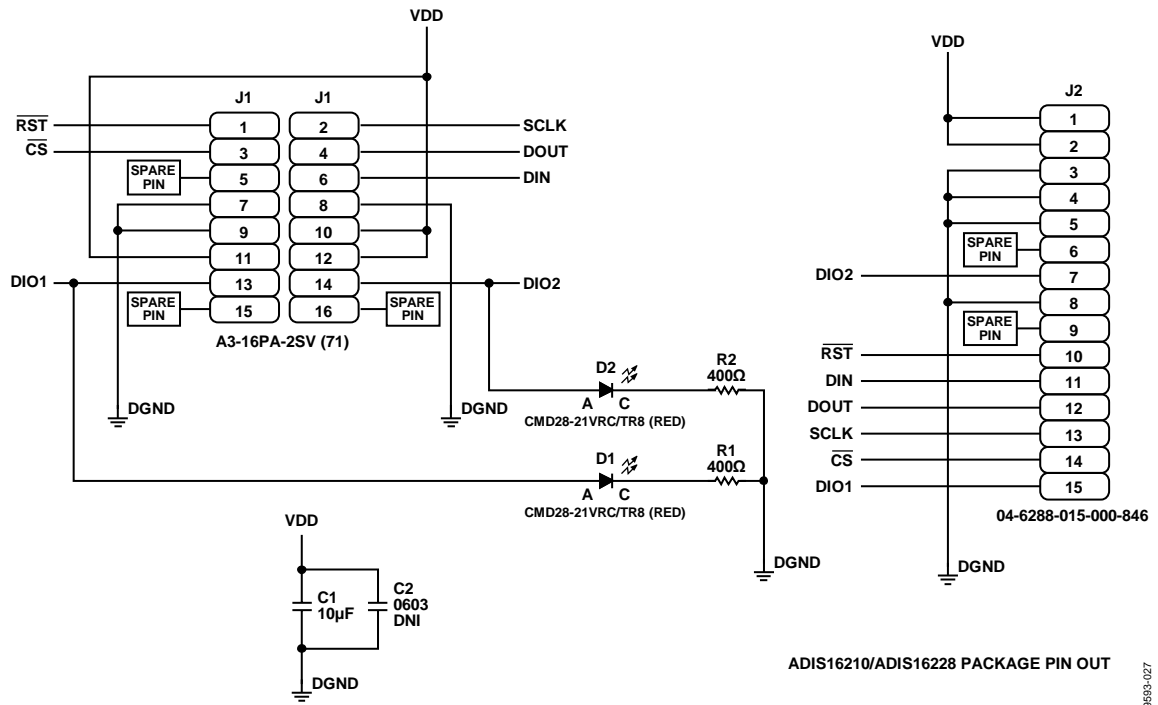 VDD
J1 J1
RST 1 2 SCLK
CS 3 4 DOUT
SPARE
PIN 5 6 DIN
7 8
9 10
11 12
DIO1 13 14 DIO2
SPARE
PIN 15 16 SPARE
PIN
A3-16PA-2SV (71)
DGND DGND
D2
A C
CMD28-21VRC/TR8 (RED)
R2
400Ω
D1
A C
CMD28-21VRC/TR8 (RED)
R1
400Ω
DGND
VDD
C1
10µF
C2
0603
DNI
DGND
VDD
J2
1
2
3
4
5
SPARE
PIN 6
DIO2 7
8
SPARE
PIN 9
RST 10
DIN 11
DOUT 12
SCLK 13
CS 14
DIO1 15
04-6288-015-000-846
DGND
ADIS16210/ADIS16228 PACKAGE PIN OUT